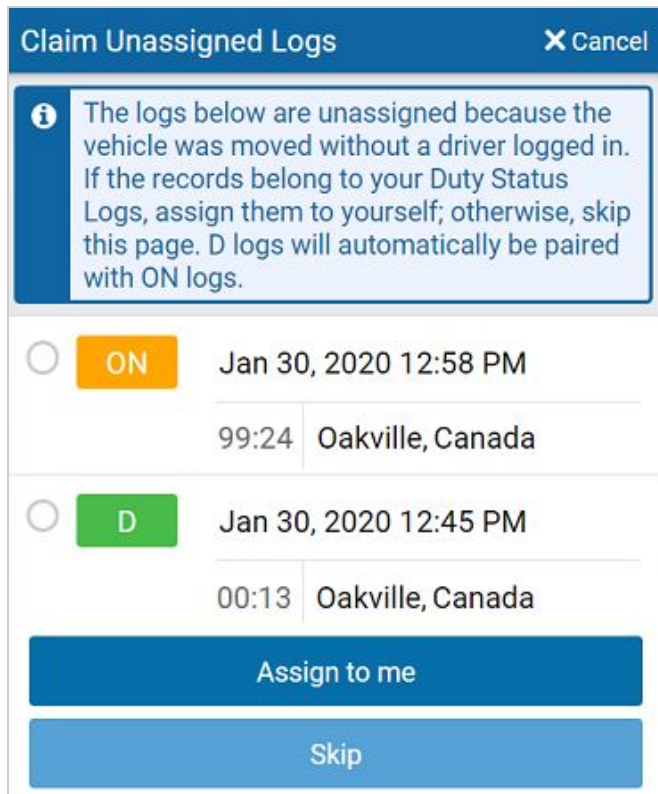 Claim Unassigned Logs ✕ Cancel
The logs below are unassigned because the
vehicle was moved without a driver logged in.
If the records belong to your Duty Status
Logs, assign them to yourself; otherwise, skip
this page. D logs will automatically be paired
with ON logs.
ON Jan 30, 2020 12:58 PM
99:24 Oakville, Canada
D Jan 30, 2020 12:45 PM
00:13 Oakville, Canada
Assign to me
Skip